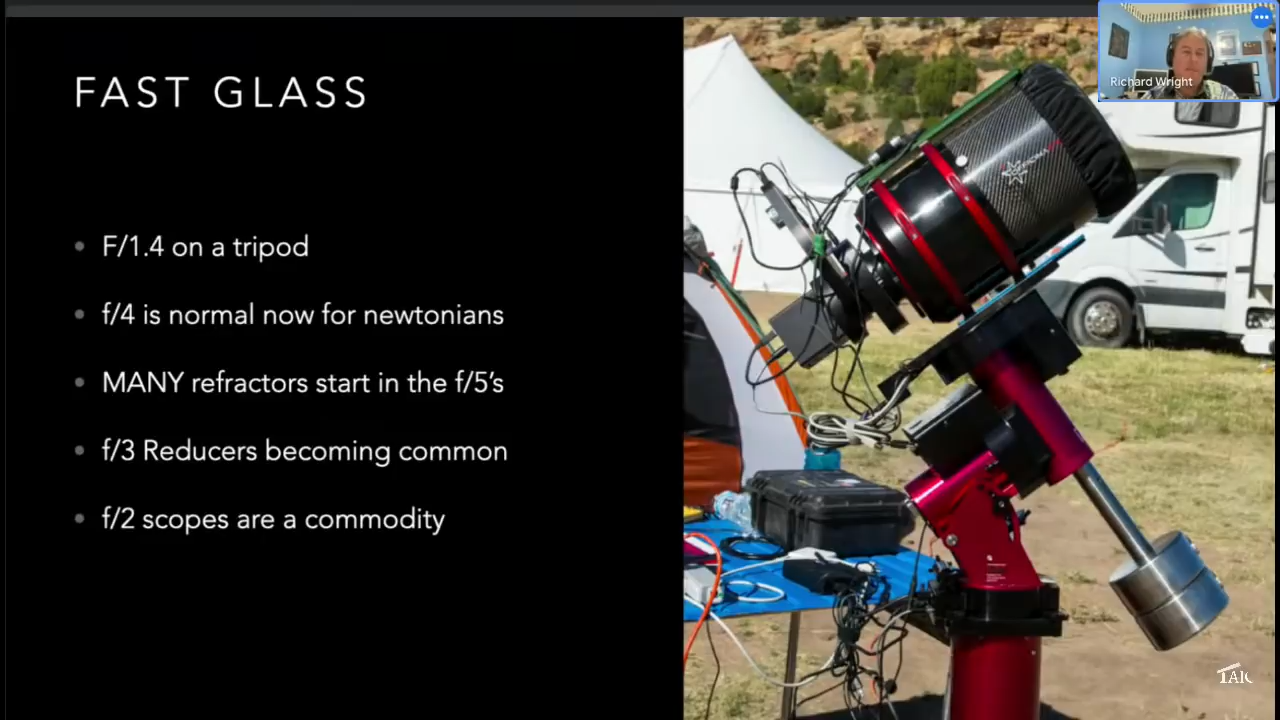 FAST GLASS
F/1.4 on a tripod
f/4 is normal now for newtonians
MANY refractors start in the f/5's
f/3 Reducers becoming common
f/2 scopes are a commodity
Richard Wright